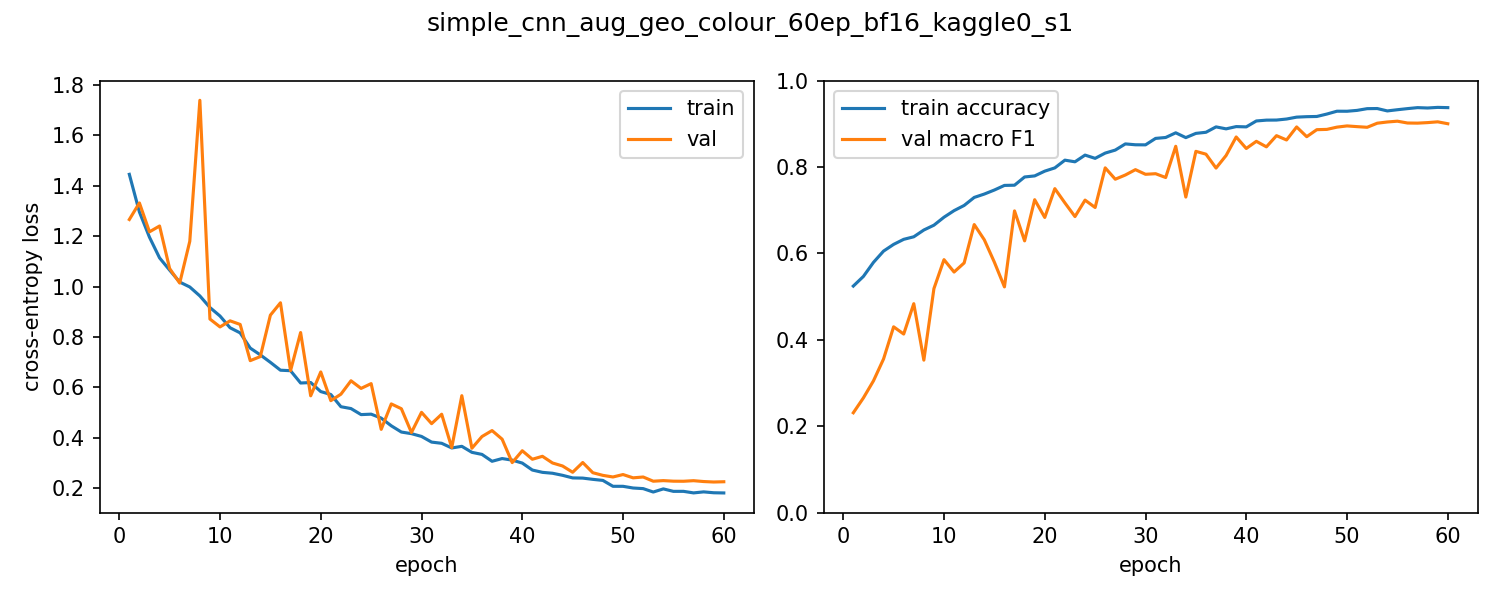 simple_cnn_aug_geo_colour_60ep_bf16_kaggle0_s1
cross-entropy loss
1.8
1.6
1.4
1.2
1.0
0.8
0.6
0.4
0.2
train
val
0 10 20 30 40 50 60
epoch
1.0
0.8
0.6
0.4
0.2
0.0
train accuracy
val macro F1
0 10 20 30 40 50 60
epoch